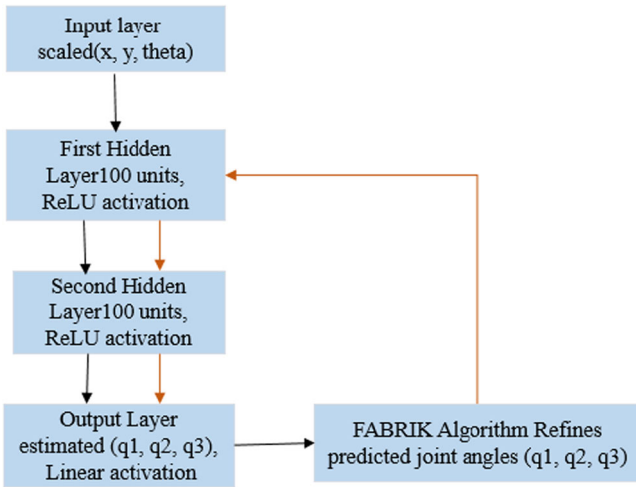 Input layer
scaled(x, y, theta)
First Hidden
Layer100 units,
ReLU activation
Second Hidden
Layer100 units,
ReLU activation
Output Layer
estimated (q1, q2, q3),
Linear activation
FABRIK Algorithm Refines
predicted joint angles (q1, q2, q3)